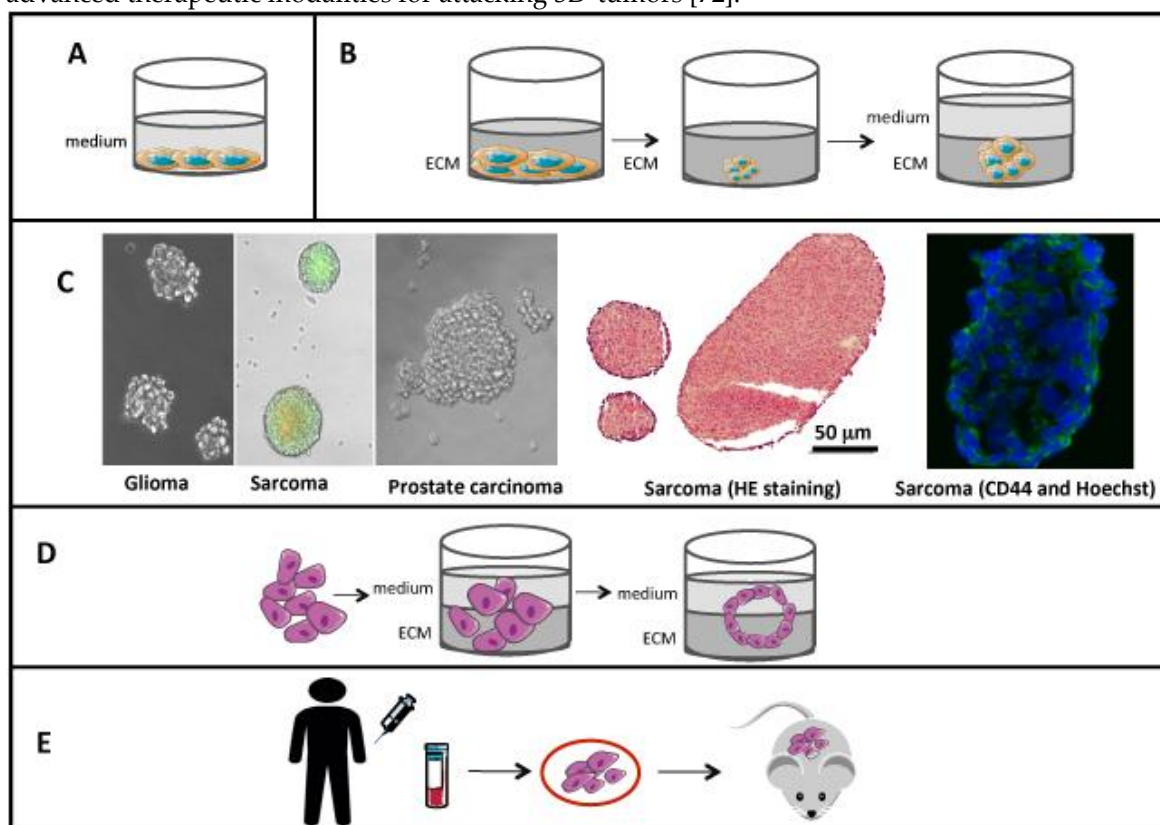 advanced therapeutic modalities for attacking 3D-tumors [72].
A
B
medium
ECM
ECM
medium
ECM
C
50 μm
Glioma
Sarcoma
Prostate carcinoma
Sarcoma (HE staining)
Sarcoma (CD44 and Hoechst)
D
medium
ECM
medium
ECM
E